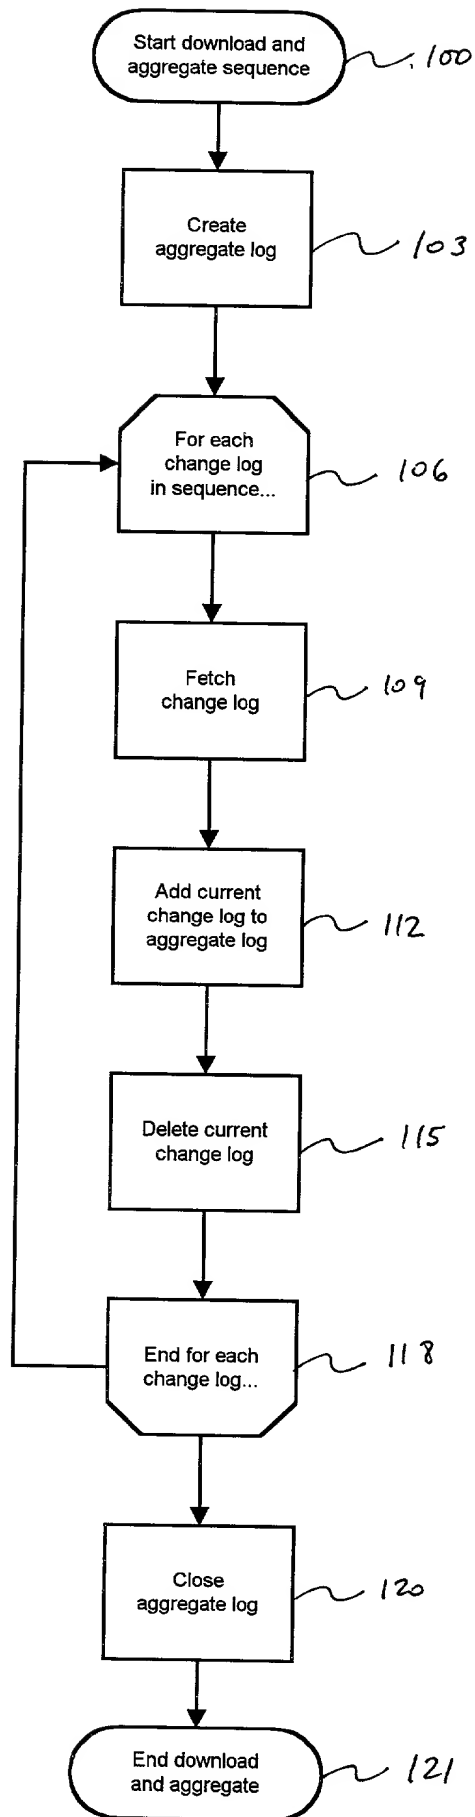 Start download and
aggregate sequence
100
Create
aggregate log
103
For each
change log
in sequence...
106
Fetch
change log
109
Add current
change log to
aggregate log
112
Delete current
change log
115
End for each
change log...
118
Close
aggregate log
120
End download
and aggregate
121